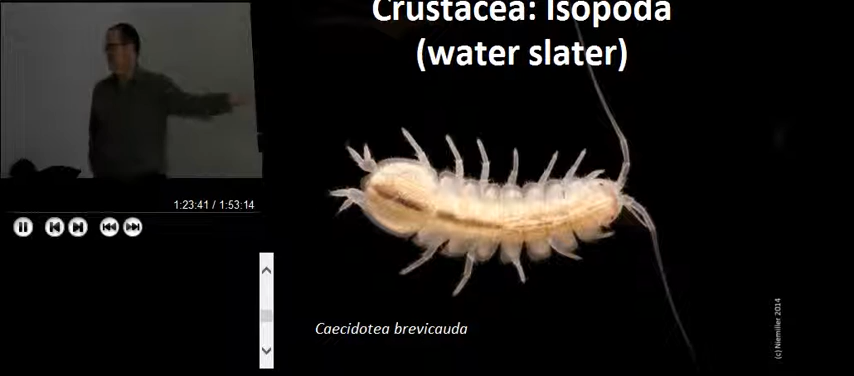 Crustacea: Isopoda
(water slater)
1:23:41 / 1:53:14
Caecidotea brevicauda
(c) Niemiller 2014